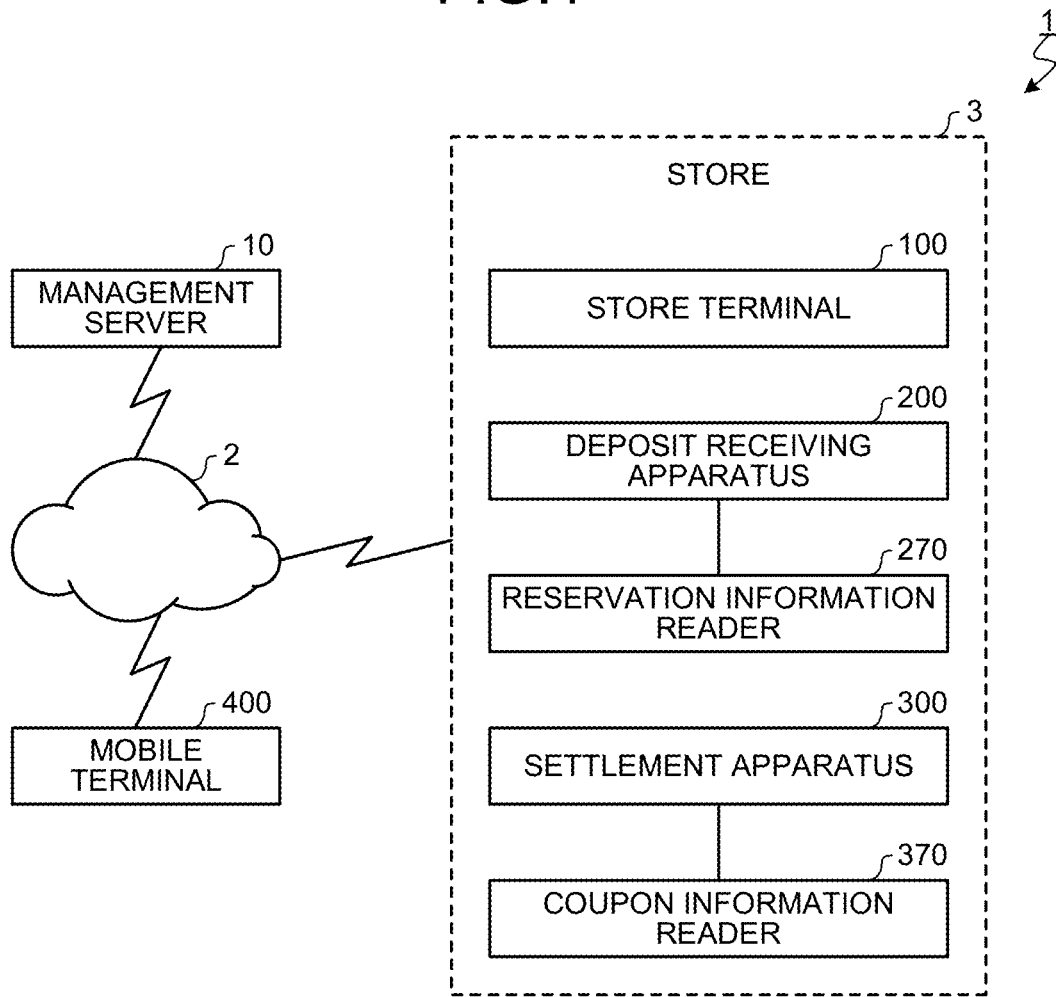 1
3
STORE
10
MANAGEMENT
SERVER
100
STORE TERMINAL
200
DEPOSIT RECEIVING
APPARATUS
2
270
RESERVATION INFORMATION
READER
400
MOBILE
TERMINAL
300
SETTLEMENT APPARATUS
370
COUPON INFORMATION
READER